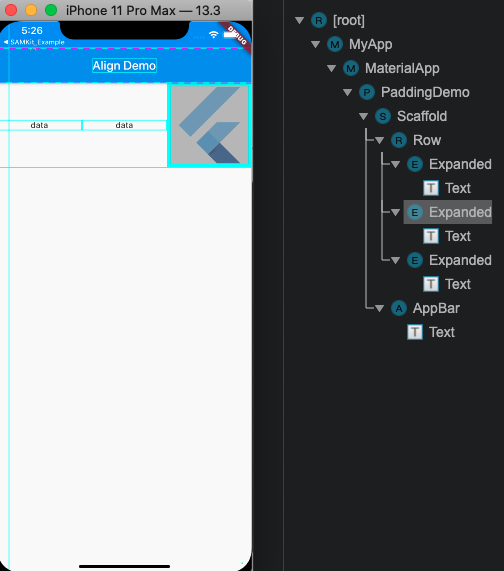 iPhone 11 Pro Max — 13.3
5:26
SAMKit_Example
DEBUG
Align Demo
data data
R [root]
M MyApp
M MaterialApp
P PaddingDemo
S Scaffold
R Row
E Expanded
T Text
E Expanded
T Text
E Expanded
T Text
A AppBar
T Text